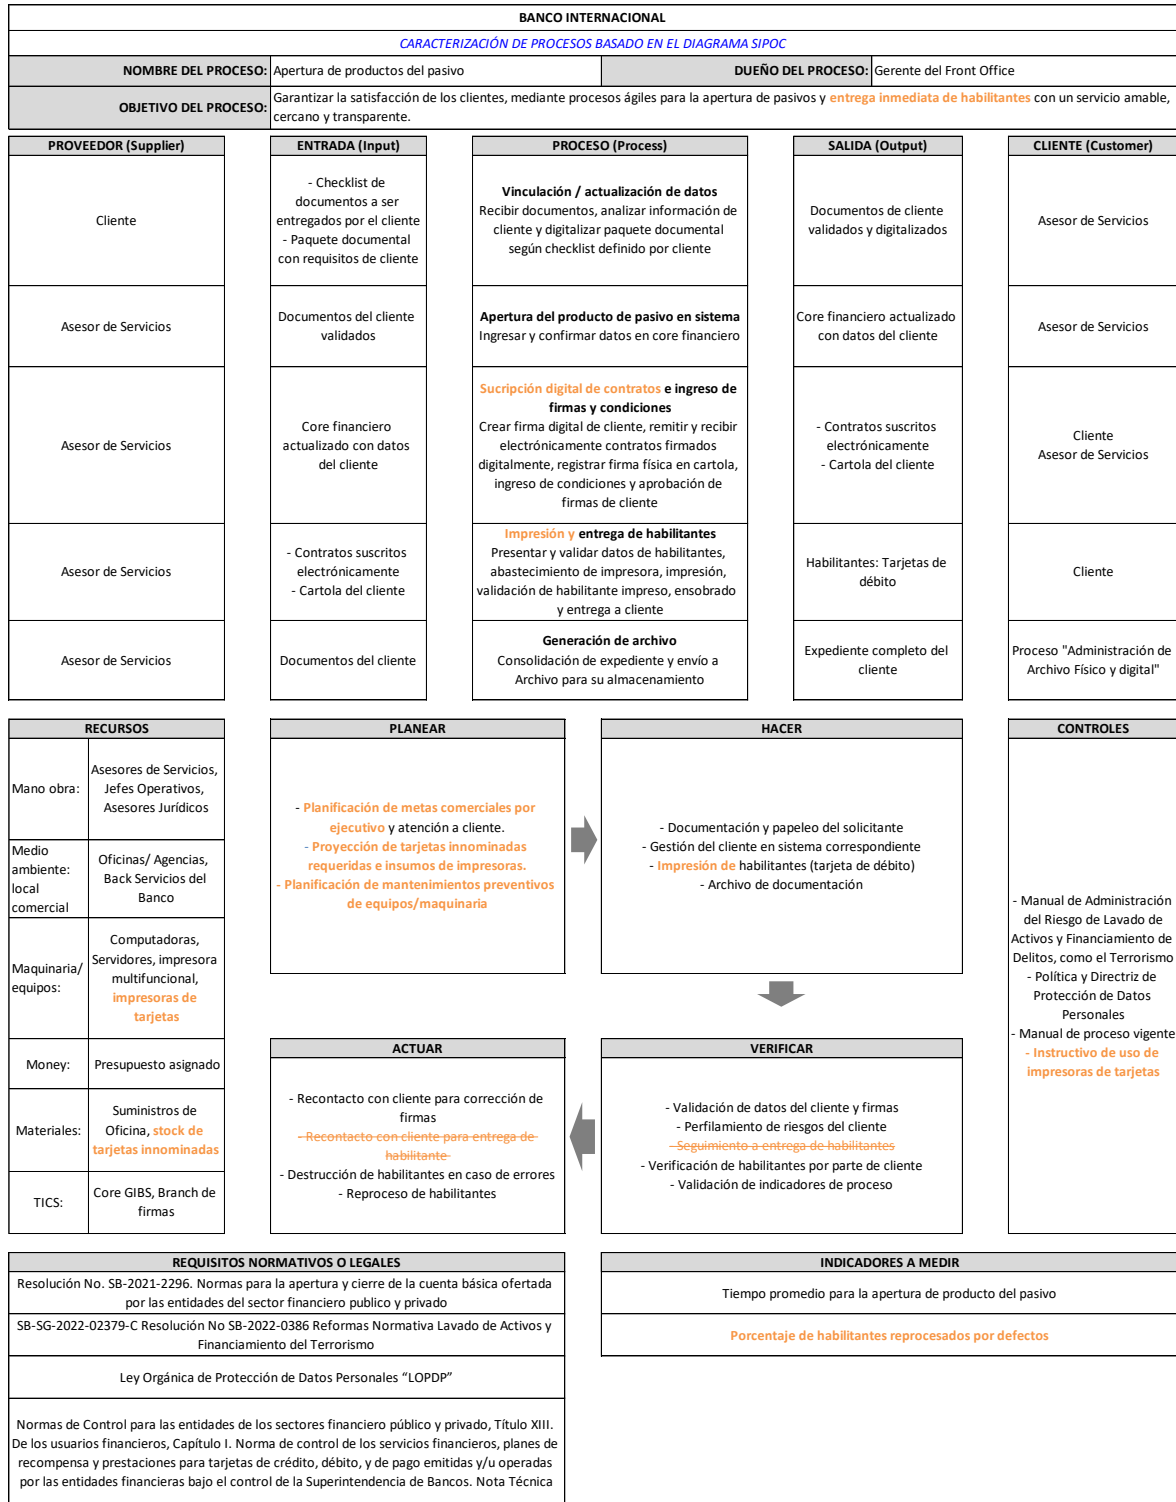 BANCO INTERNACIONAL
CARACTERIZACIÓN DE PROCESOS BASADO EN EL DIAGRAMA SIPOC
NOMBRE DEL PROCESO: Apertura de productos del pasivo
DUEÑO DEL PROCESO: Gerente del Front Office
OBJETIVO DEL PROCESO:
Garantizar la satisfacción de los clientes, mediante procesos ágiles para la apertura de pasivos y entrega inmediata de habilitantes con un servicio amable,
cercano y transparente.
PROVEEDOR (Supplier)
ENTRADA (Input)
PROCESO (Process)
SALIDA (Output)
CLIENTE (Customer)
Cliente
- Checklist de
documentos a ser
entregados por el cliente
- Paquete documental
con requisitos de cliente
Vinculación / actualización de datos
Recibir documentos, analizar información de
cliente y digitalizar paquete documental
según checklist definido por cliente
Documentos de cliente
validados y digitalizados
Asesor de Servicios
Asesor de Servicios
Documentos del cliente
validados
Apertura del producto de pasivo en sistema
Ingresar y confirmar datos en core financiero
Core financiero actualizado
con datos del cliente
Asesor de Servicios
Asesor de Servicios
Core financiero
actualizado con datos
del cliente
Sucripción digital de contratos e ingreso de
firmas y condiciones
Crear firma digital de cliente, remitir y recibir
electrónicamente contratos firmados
digitalmente, registrar firma física en cartola,
ingreso de condiciones y aprobación de
firmas de cliente
- Contratos suscritos
electrónicamente
- Cartola del cliente
Cliente
Asesor de Servicios
Asesor de Servicios
- Contratos suscritos
electrónicamente
- Cartola del cliente
Impresión y entrega de habilitantes
Presentar y validar datos de habilitantes,
abastecimiento de impresora, impresión,
validación de habilitante impreso, ensobrado
y entrega a cliente
Habilitantes: Tarjetas de
débito
Cliente
Asesor de Servicios
Documentos del cliente
Generación de archivo
Consolidación de expediente y envío a
Archivo para su almacenamiento
Expediente completo del
cliente
Proceso "Administración de
Archivo Físico y digital"
RECURSOS
Mano obra:
Asesores de Servicios,
Jefes Operativos,
Asesores Jurídicos
Medio
ambiente:
local
comercial
Oficinas/ Agencias,
Back Servicios del
Banco
Maquinaria/
equipos:
Computadoras,
Servidores, impresora
multifuncional,
impresoras de
tarjetas
Money:
Presupuesto asignado
Materiales:
Suministros de
Oficina, stock de
tarjetas innominadas
TICS:
Core GIBS, Branch de
firmas
PLANEAR
- Planificación de metas comerciales por
ejecutivo y atención a cliente.
- Proyección de tarjetas innominadas
requeridas e insumos de impresoras.
- Planificación de mantenimientos preventivos
de equipos/maquinaria
HACER
- Documentación y papeleo del solicitante
- Gestión del cliente en sistema correspondiente
- Impresión de habilitantes (tarjeta de débito)
- Archivo de documentación
ACTUAR
- Recontacto con cliente para corrección de
firmas
- Recontacto con cliente para entrega de
habilitante
- Destrucción de habilitantes en caso de errores
- Reproceso de habilitantes
VERIFICAR
- Validación de datos del cliente y firmas
- Perfilamiento de riesgos del cliente
- Seguimiento a entrega de habilitantes
- Verificación de habilitantes por parte de cliente
- Validación de indicadores de proceso
CONTROLES
- Manual de Administración
del Riesgo de Lavado de
Activos y Financiamiento de
Delitos, como el Terrorismo
- Política y Directriz de
Protección de Datos
Personales
- Manual de proceso vigente
- Instructivo de uso de
impresoras de tarjetas
REQUISITOS NORMATIVOS O LEGALES
Resolución No. SB-2021-2296. Normas para la apertura y cierre de la cuenta básica ofertada
por las entidades del sector financiero publico y privado
SB-SG-2022-02379-C Resolución No SB-2022-0386 Reformas Normativa Lavado de Activos y
Financiamiento del Terrorismo
Ley Orgánica de Protección de Datos Personales “LOPDP”
Normas de Control para las entidades de los sectores financiero público y privado, Título XIII.
De los usuarios financieros, Capítulo I. Norma de control de los servicios financieros, planes de
recompensa y prestaciones para tarjetas de crédito, débito, y de pago emitidas y/u operadas
por las entidades financieras bajo el control de la Superintendencia de Bancos. Nota Técnica
INDICADORES A MEDIR
Tiempo promedio para la apertura de producto del pasivo
Porcentaje de habilitantes reprocesados por defectos